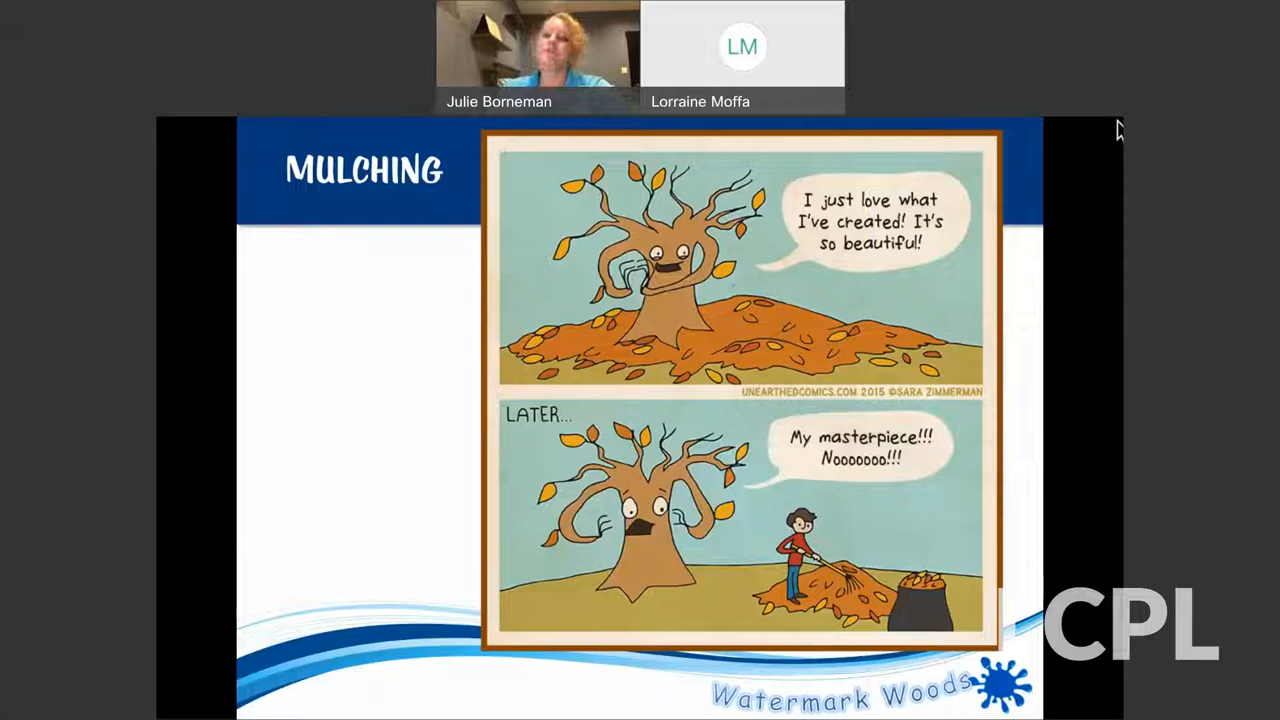 LM
Julie Borneman
Lorraine Moffa
MULCHING
I just love what
I've created! It's
so beautiful!
UNEARTHEDCOMICS.COM 2015 ©SARA ZIMMERMAN
LATER...
My masterpiece!!!
Nooooooo!!!
CPL
Watermark Woods